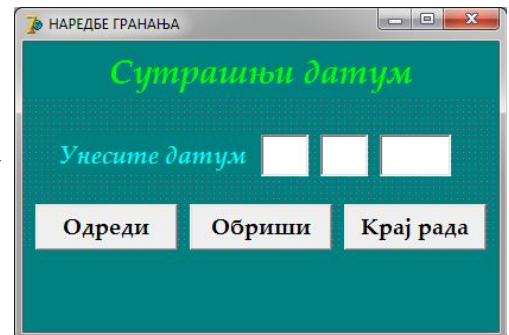 НАРЕДБЕ ГРАНАЊА
Сутрашњи датум
Унесите датум
Одреди Обриши Крај рада